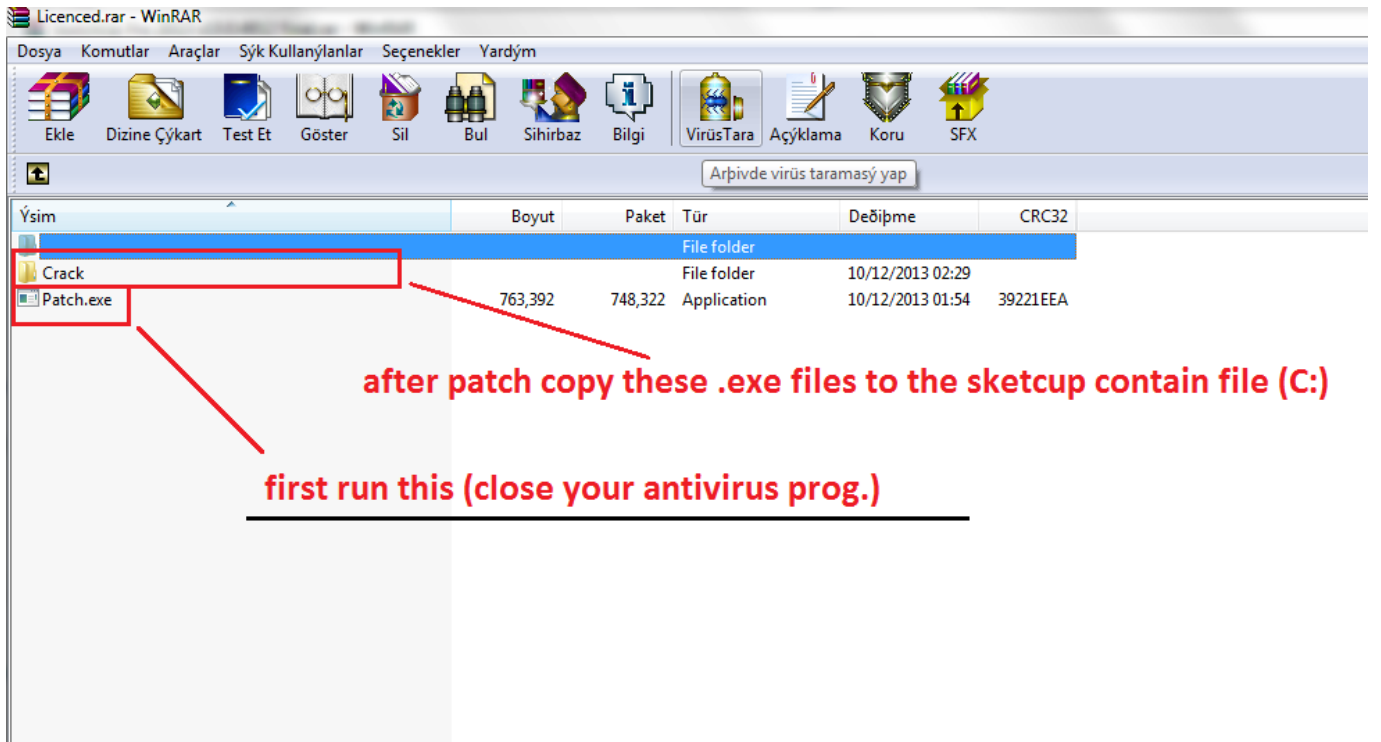 Licenced.rar - WinRAR
Dosya Komutlar Araçlar Sýk Kullanýlanlar Seçenekler Yardým
Ekle Dizine Çýkart Test Et Göster Sil Bul Sihirbaz Bilgi VirüsTara Açýklama Koru SFX
Arþivde virüs taramasý yap
Ýsim Boyut Paket Tür Deðiþme CRC32
File folder
Crack File folder 10/12/2013 02:29
Patch.exe 763,392 748,322 Application 10/12/2013 01:54 39221EEA
after patch copy these .exe files to the sketcup contain file (C:)
first run this (close your antivirus prog.)